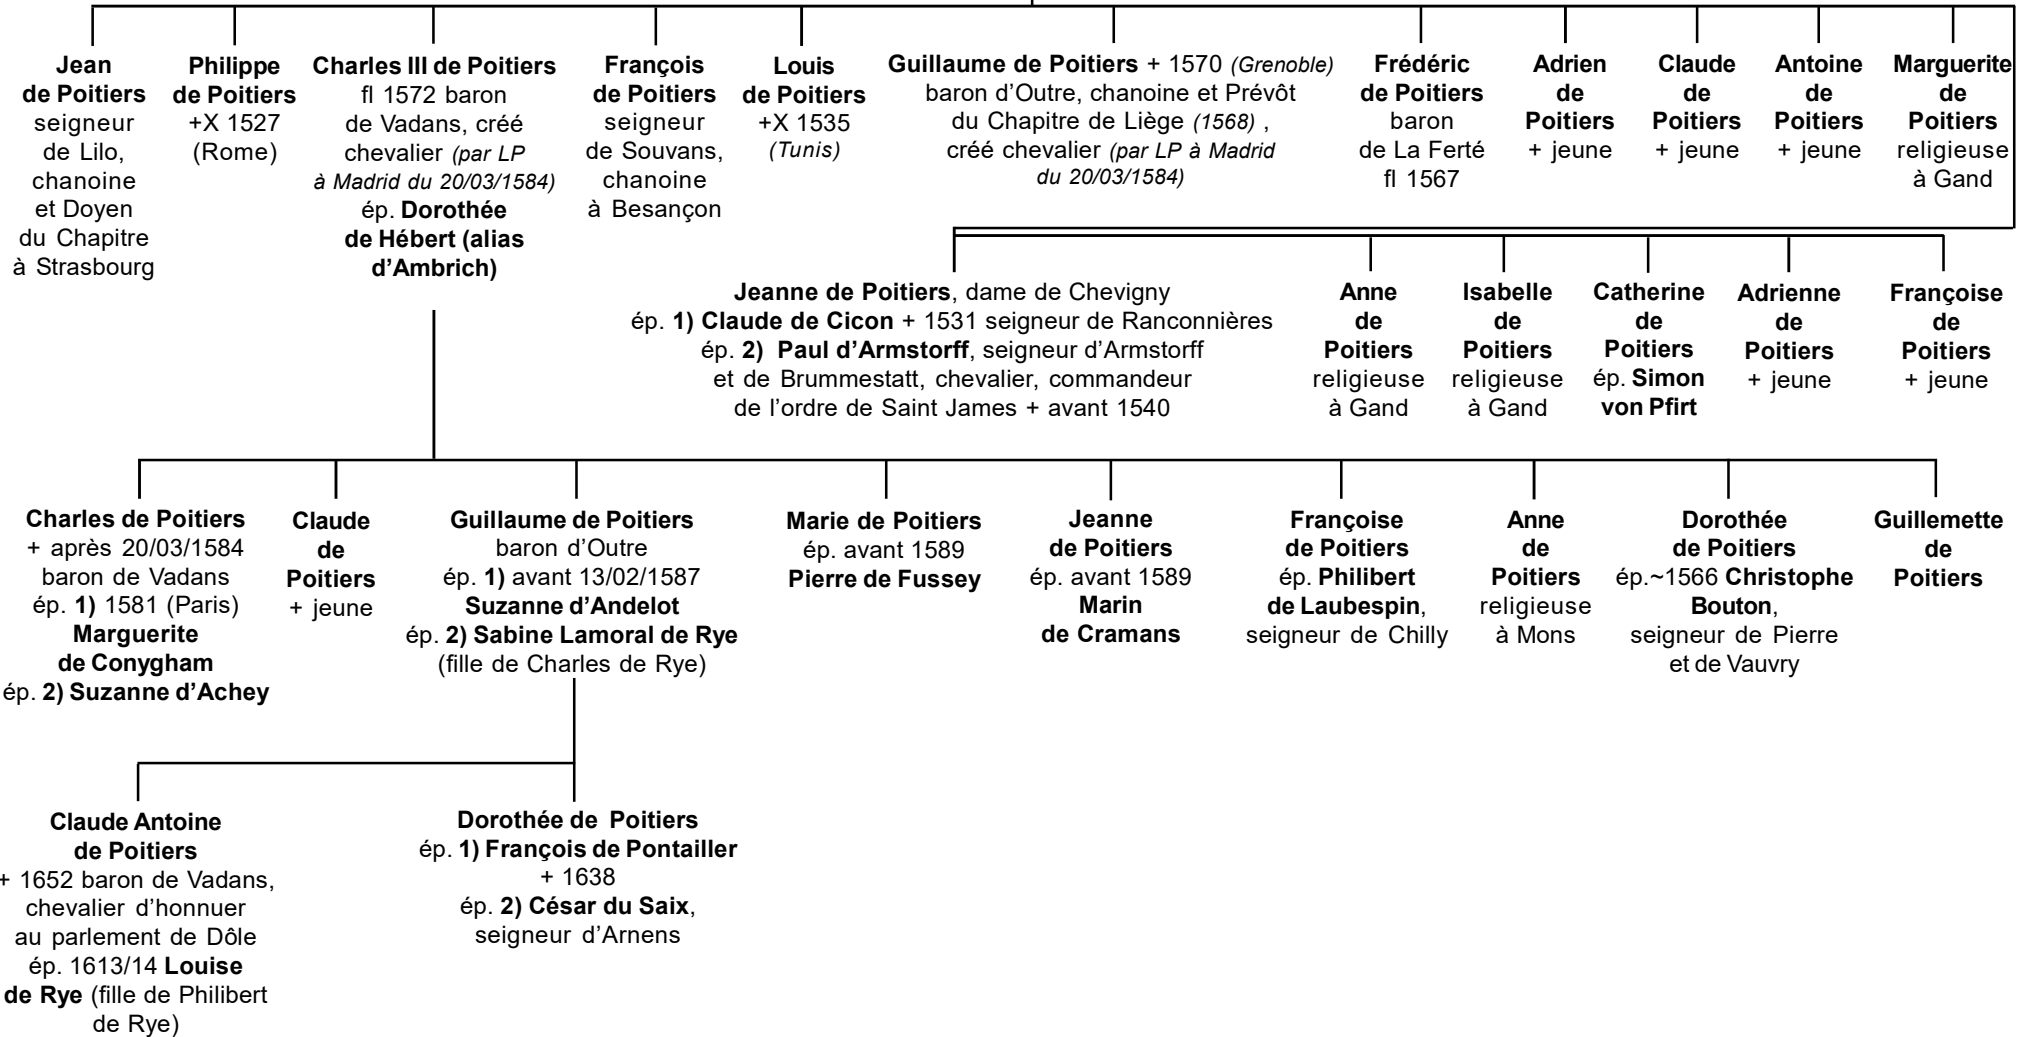 Jean
de Poitiers
seigneur
de Lilo,
chanoine
et Doyen
du Chapitre
à Strasbourg
Philippe
de Poitiers
+X 1527
(Rome)
Charles III de Poitiers
fl 1572 baron
de Vadans, créé
chevalier (par LP
à Madrid du 20/03/1584)
ép. Dorothée
de Hébert (alias
d’Ambrich)
François
de Poitiers
seigneur
de Souvans,
chanoine
à Besançon
Louis
de Poitiers
+X 1535
(Tunis)
Guillaume de Poitiers + 1570 (Grenoble)
baron d’Outre, chanoine et Prévôt
du Chapitre de Liège (1568) ,
créé chevalier (par LP à Madrid
du 20/03/1584)
Frédéric
de Poitiers
baron
de La Ferté
fl 1567
Adrien
de
Poitiers
+ jeune
Claude
de
Poitiers
+ jeune
Antoine
de
Poitiers
+ jeune
Marguerite
de
Poitiers
religieuse
à Gand
Jeanne de Poitiers, dame de Chevigny
ép. 1) Claude de Cicon + 1531 seigneur de Ranconnières
ép. 2) Paul d’Armstorff, seigneur d’Armstorff
et de Brummestatt, chevalier, commandeur
de l’ordre de Saint James + avant 1540
Anne
de
Poitiers
religieuse
à Gand
Isabelle
de
Poitiers
religieuse
à Gand
Catherine
de
Poitiers
ép. Simon
von Pfirt
Adrienne
de
Poitiers
+ jeune
Françoise
de
Poitiers
+ jeune
Charles de Poitiers
+ après 20/03/1584
baron de Vadans
ép. 1) 1581 (Paris)
Marguerite
de Conygham
ép. 2) Suzanne d’Achey
Claude
de
Poitiers
+ jeune
Guillaume de Poitiers
baron d’Outre
ép. 1) avant 13/02/1587
Suzanne d’Andelot
ép. 2) Sabine Lamoral de Rye
(fille de Charles de Rye)
Marie de Poitiers
ép. avant 1589
Pierre de Fussey
Jeanne
de Poitiers
ép. avant 1589
Marin
de Cramans
Françoise
de Poitiers
ép. Philibert
de Laubespin,
seigneur de Chilly
Anne
de
Poitiers
religieuse
à Mons
Dorothée
de Poitiers
ép.~1566 Christophe
Bouton,
seigneur de Pierre
et de Vauvry
Guillemette
de
Poitiers
Claude Antoine
de Poitiers
+ 1652 baron de Vadans,
chevalier d’honnuer
au parlement de Dôle
ép. 1613/14 Louise
de Rye (fille de Philibert
de Rye)
Dorothée de Poitiers
ép. 1) François de Pontailler
+ 1638
ép. 2) César du Saix,
seigneur d’Arnens